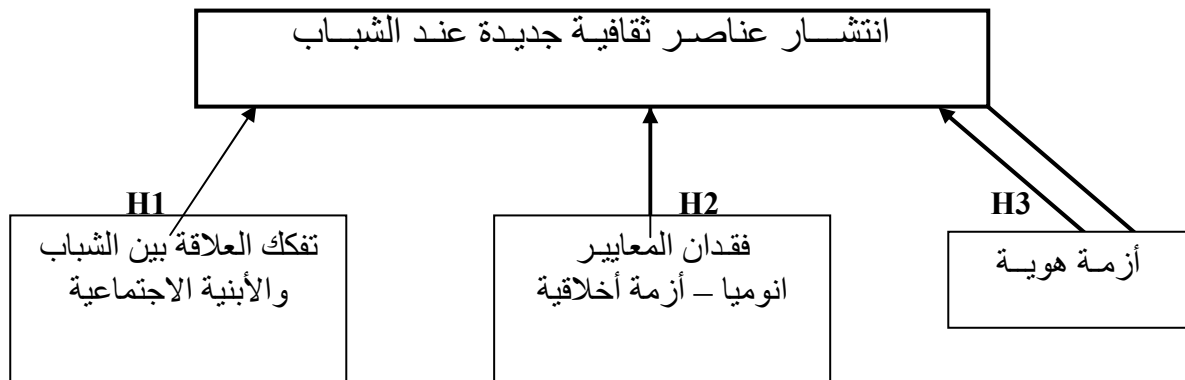 انتشار عناصر ثقافية جديدة عند الشباب
H1
H2
H3
تفكك العلاقة بين الشباب
والأبنية الاجتماعية
فقدان المعايير
انوميا – أزمة أخلاقية
أزمة هوية